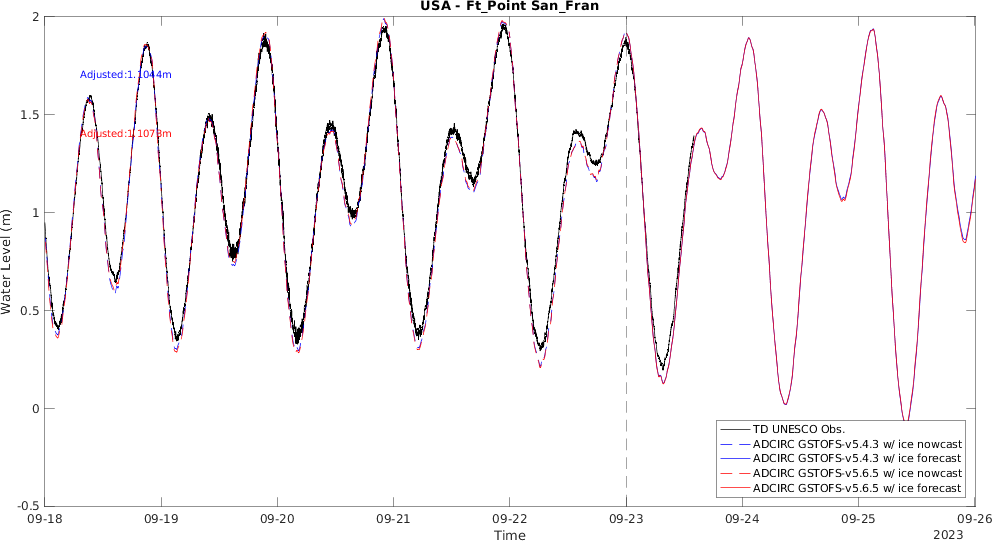 USA - Ft_Point San_Fran
2
1.5
1
0.5
0
-0.5
Water Level (m)
Adjusted:1.1044m
Adjusted:1.1073m
TD UNESCO Obs.
ADCIRC GSTOFS-v5.4.3 w/ ice nowcast
ADCIRC GSTOFS-v5.4.3 w/ ice forecast
ADCIRC GSTOFS-v5.6.5 w/ ice nowcast
ADCIRC GSTOFS-v5.6.5 w/ ice forecast
09-18 09-19 09-20 09-21 09-22 09-23 09-24 09-25 09-26
Time
2023